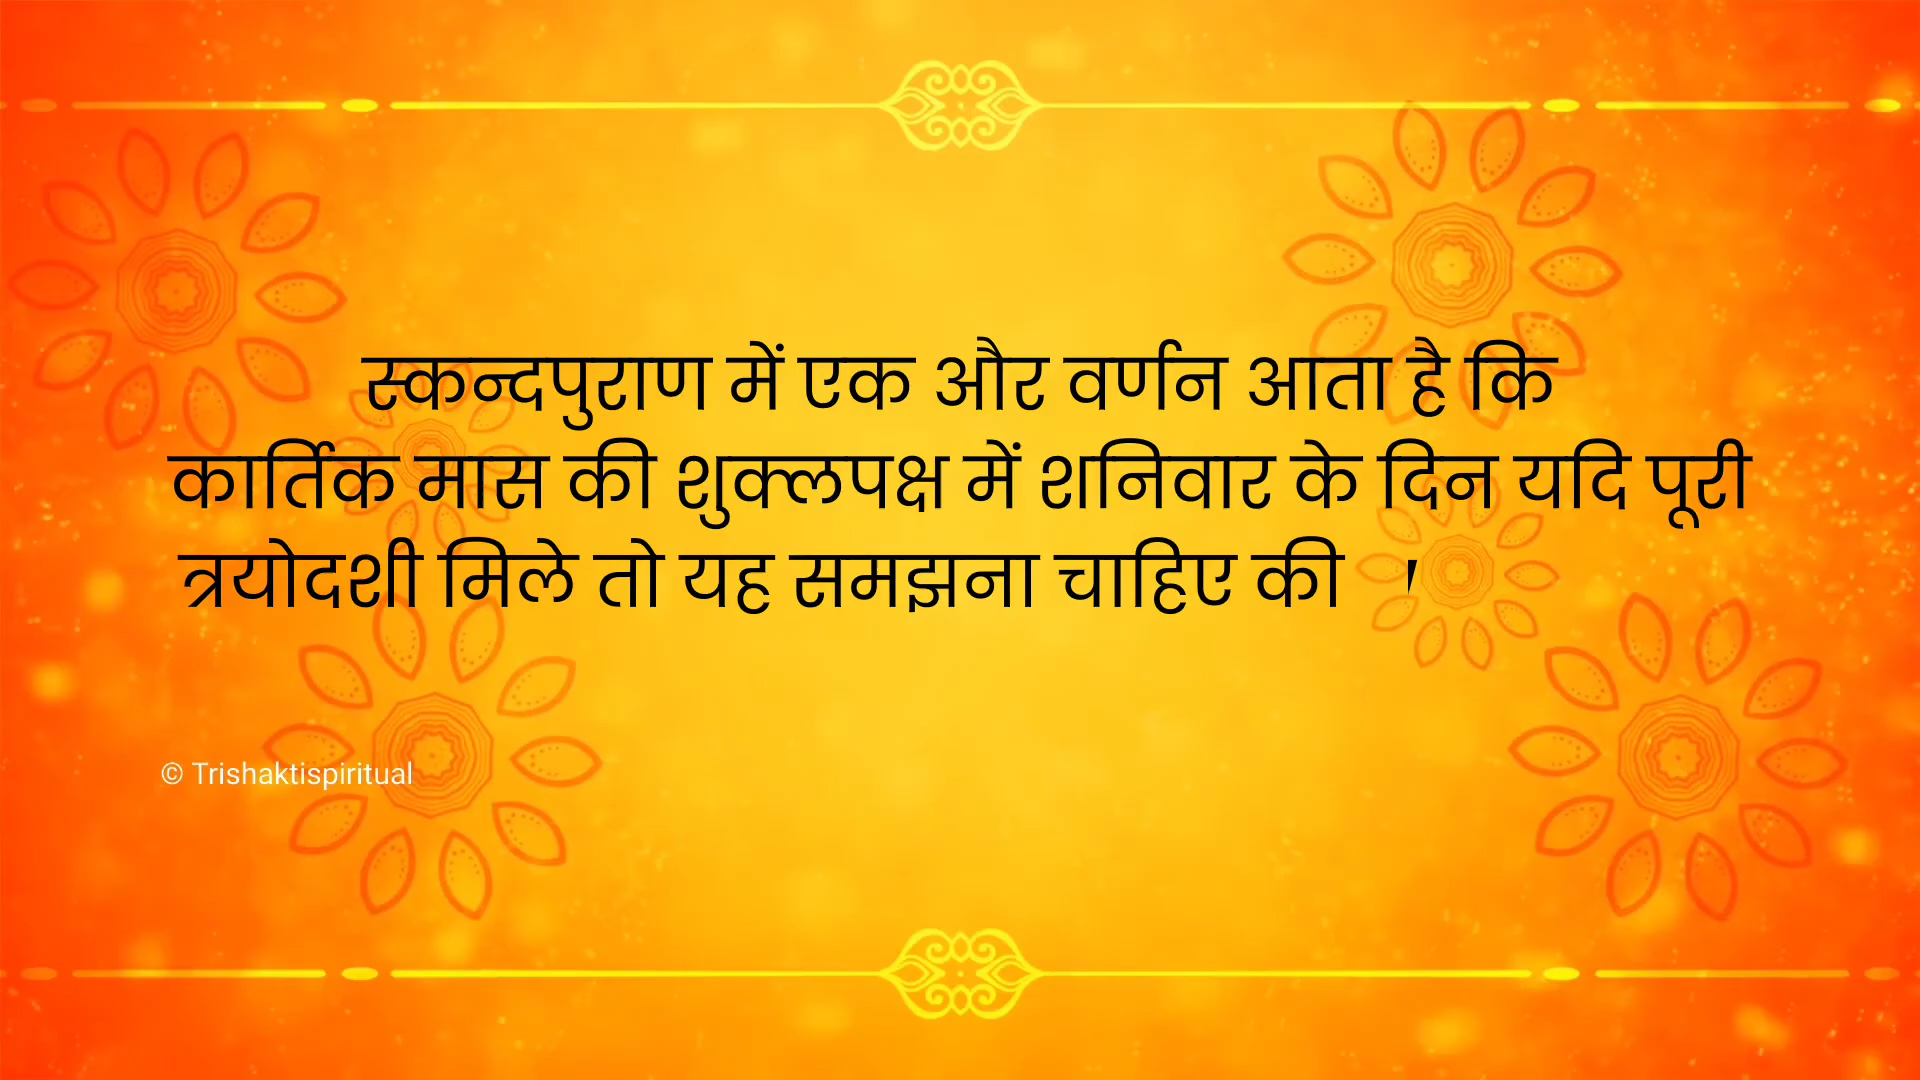 स्कन्दपुराण में एक और वर्णन आता है कि
कार्तिक मास की शुक्लपक्ष में शनिवार के दिन यदि पूरी
त्रयोदशी मिले तो यह समझना चाहिए की
© Trishaktispiritual